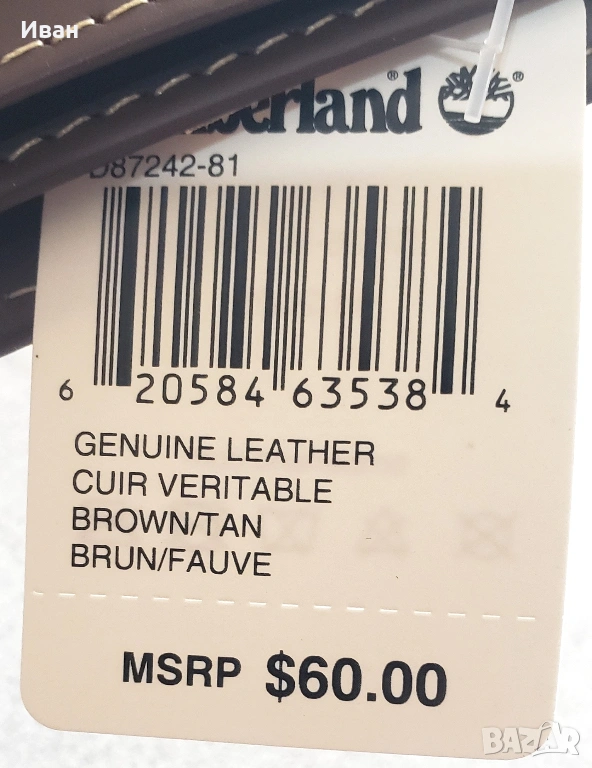 Иван
Timberland® ®
D87242-81
6 20584 63538 4
GENUINE LEATHER
CUIR VERITABLE
BROWN/TAN
BRUN/FAUVE
MSRP $60.00
BAZAR